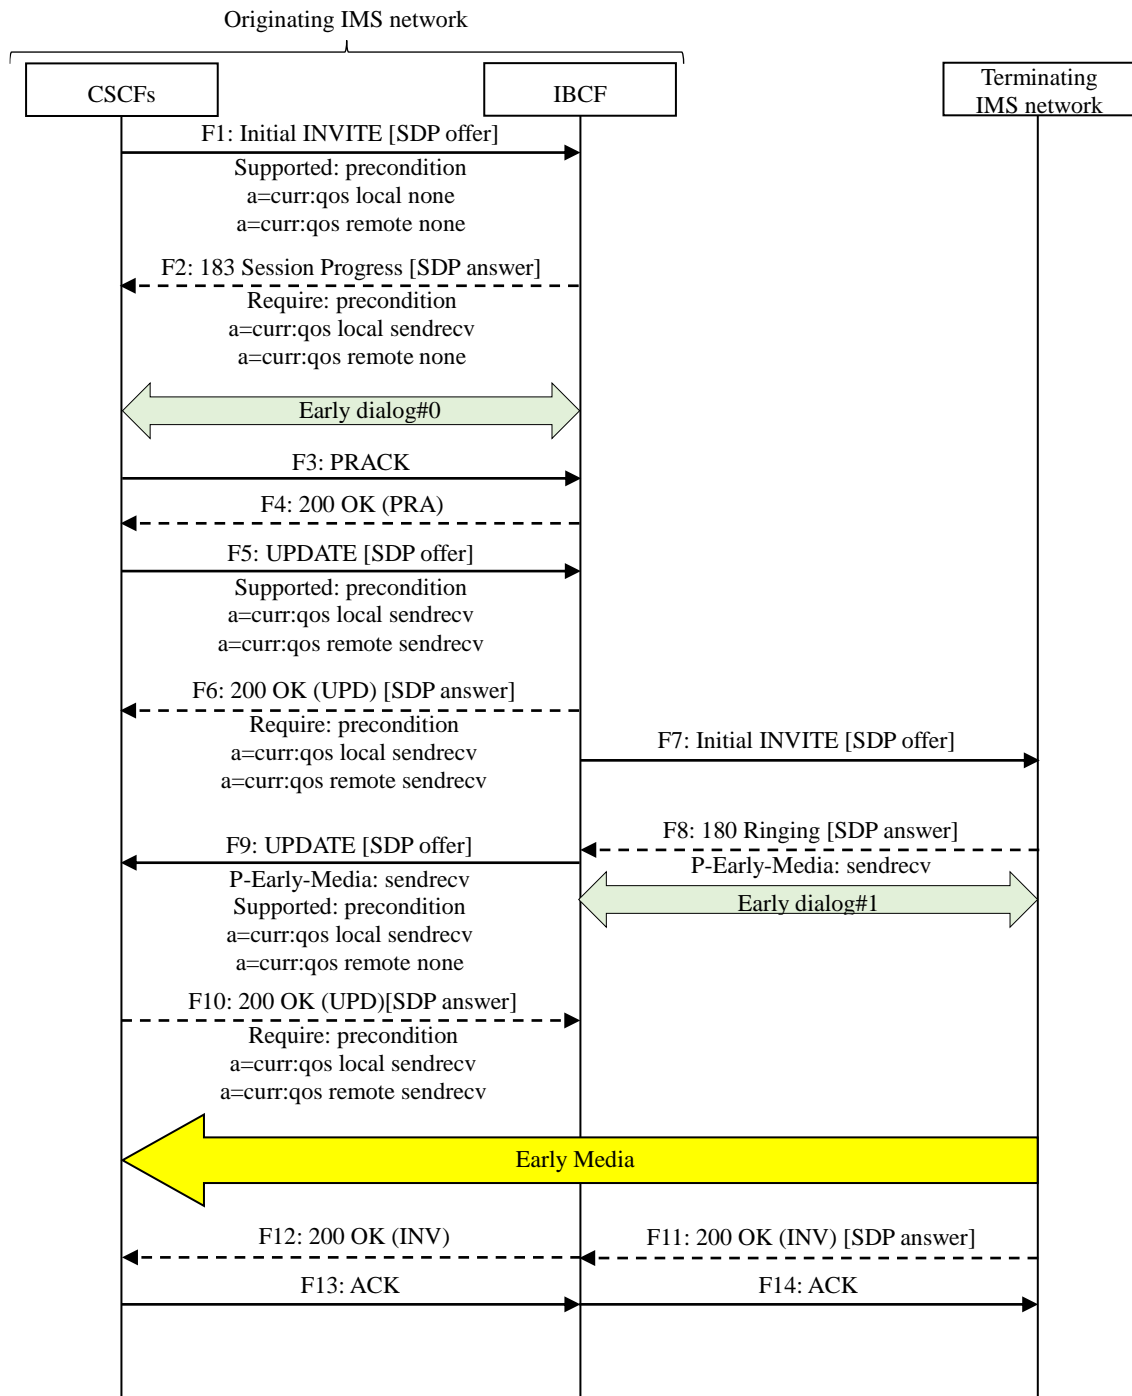 Originating IMS network
CSCFs
IBCF
Terminating
IMS network
F1: Initial INVITE [SDP offer]
Supported: precondition
a=curr:qos local none
a=curr:qos remote none
F2: 183 Session Progress [SDP answer]
Require: precondition
a=curr:qos local sendrecv
a=curr:qos remote none
Early dialog#0
F3: PRACK
F4: 200 OK (PRA)
F5: UPDATE [SDP offer]
Supported: precondition
a=curr:qos local sendrecv
a=curr:qos remote sendrecv
F6: 200 OK (UPD) [SDP answer]
Require: precondition
a=curr:qos local sendrecv
a=curr:qos remote sendrecv
F7: Initial INVITE [SDP offer]
F8: 180 Ringing [SDP answer]
P-Early-Media: sendrecv
Early dialog#1
F9: UPDATE [SDP offer]
P-Early-Media: sendrecv
Supported: precondition
a=curr:qos local sendrecv
a=curr:qos remote none
F10: 200 OK (UPD)[SDP answer]
Require: precondition
a=curr:qos local sendrecv
a=curr:qos remote sendrecv
Early Media
F12: 200 OK (INV)
F11: 200 OK (INV) [SDP answer]
F13: ACK
F14: ACK